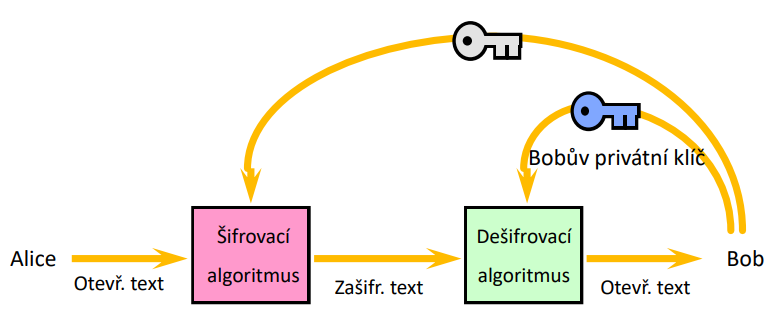 Bobův privátní klíč
Šifrovací
algoritmus
Dešifrovací
algoritmus
Alice
Otevř. text
Zašifr. text
Otevř. text
Bob